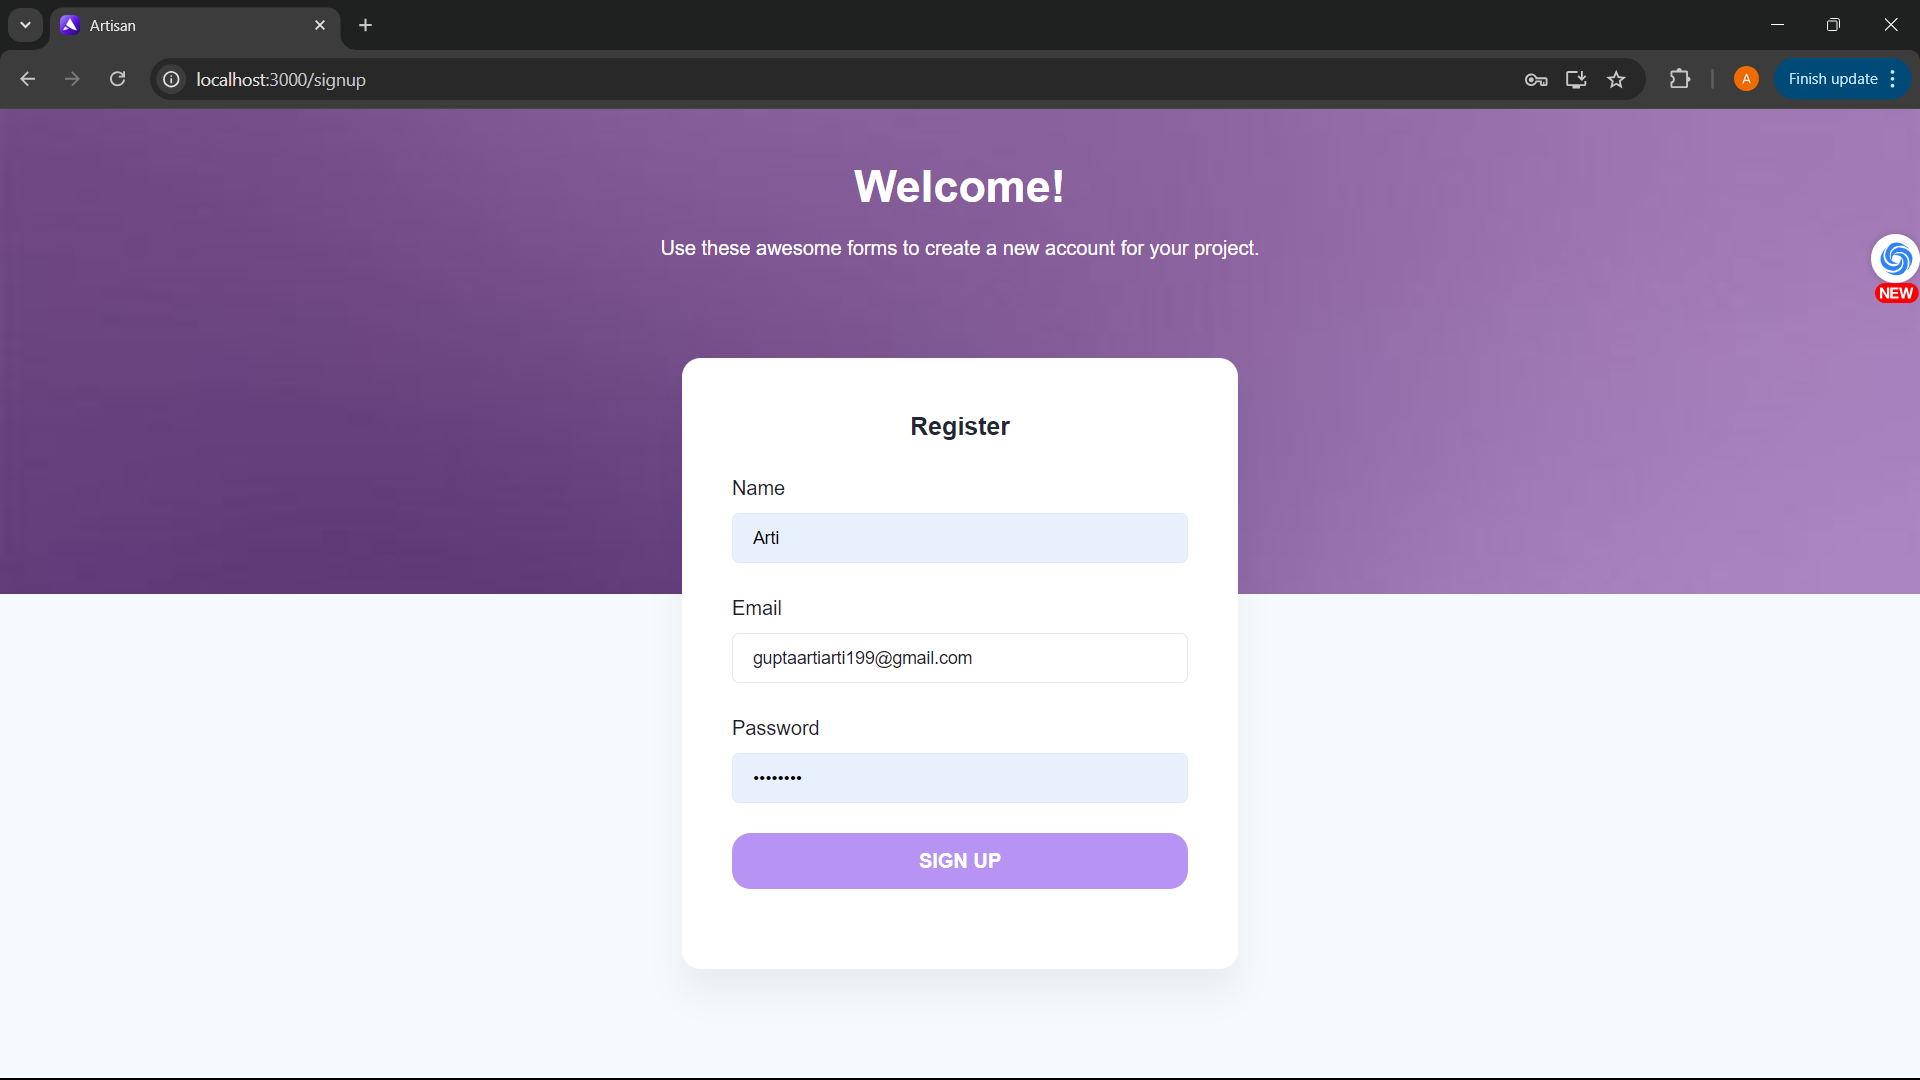 Artisan
localhost:3000/signup
A
Finish update
Welcome!
Use these awesome forms to create a new account for your project.
NEW
Register
Name
Arti
Email
guptaartiarti199@gmail.com
Password
••••••••
SIGN UP